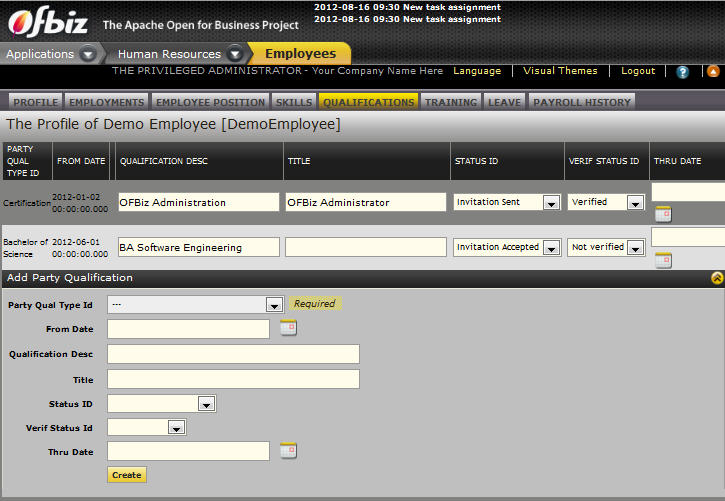 Ofbiz
The Apache Open for Business Project
2012-08-16 09:30 New task assignment
2012-08-16 09:30 New task assignment
Applications Human Resources Employees
THE PRIVILEGED ADMINISTRATOR - Your Company Name Here Language Visual Themes Logout ?
PROFILE EMPLOYMENTS EMPLOYEE POSITION SKILLS QUALIFICATIONS TRAINING LEAVE PAYROLL HISTORY
The Profile of Demo Employee [DemoEmployee]
PARTY
QUAL
TYPE ID
FROM DATE QUALIFICATION DESC TITLE STATUS ID VERIF STATUS ID THRU DATE
Certification 2012-01-02
00:00:00.000
OFBiz Administration OFBiz Administrator Invitation Sent Verified
Bachelor of
Science
2012-06-01
00:00:00.000
BA Software Engineering Invitation Accepted Not verified
Add Party Qualification
Party Qual Type Id --- Required
From Date
Qualification Desc
Title
Status ID
Verif Status Id
Thru Date
Create